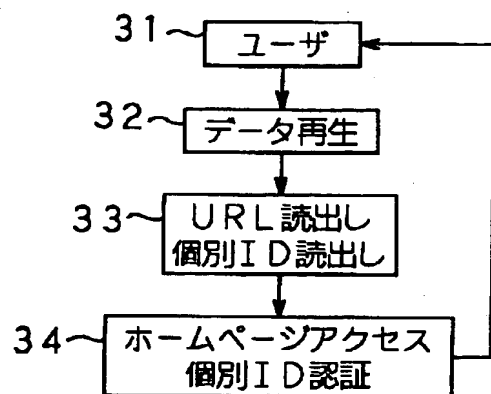 31
ユーザ
32
データ再生
33
URL読出し
個別ID読出し
34
ホームページアクセス
個別ID認証